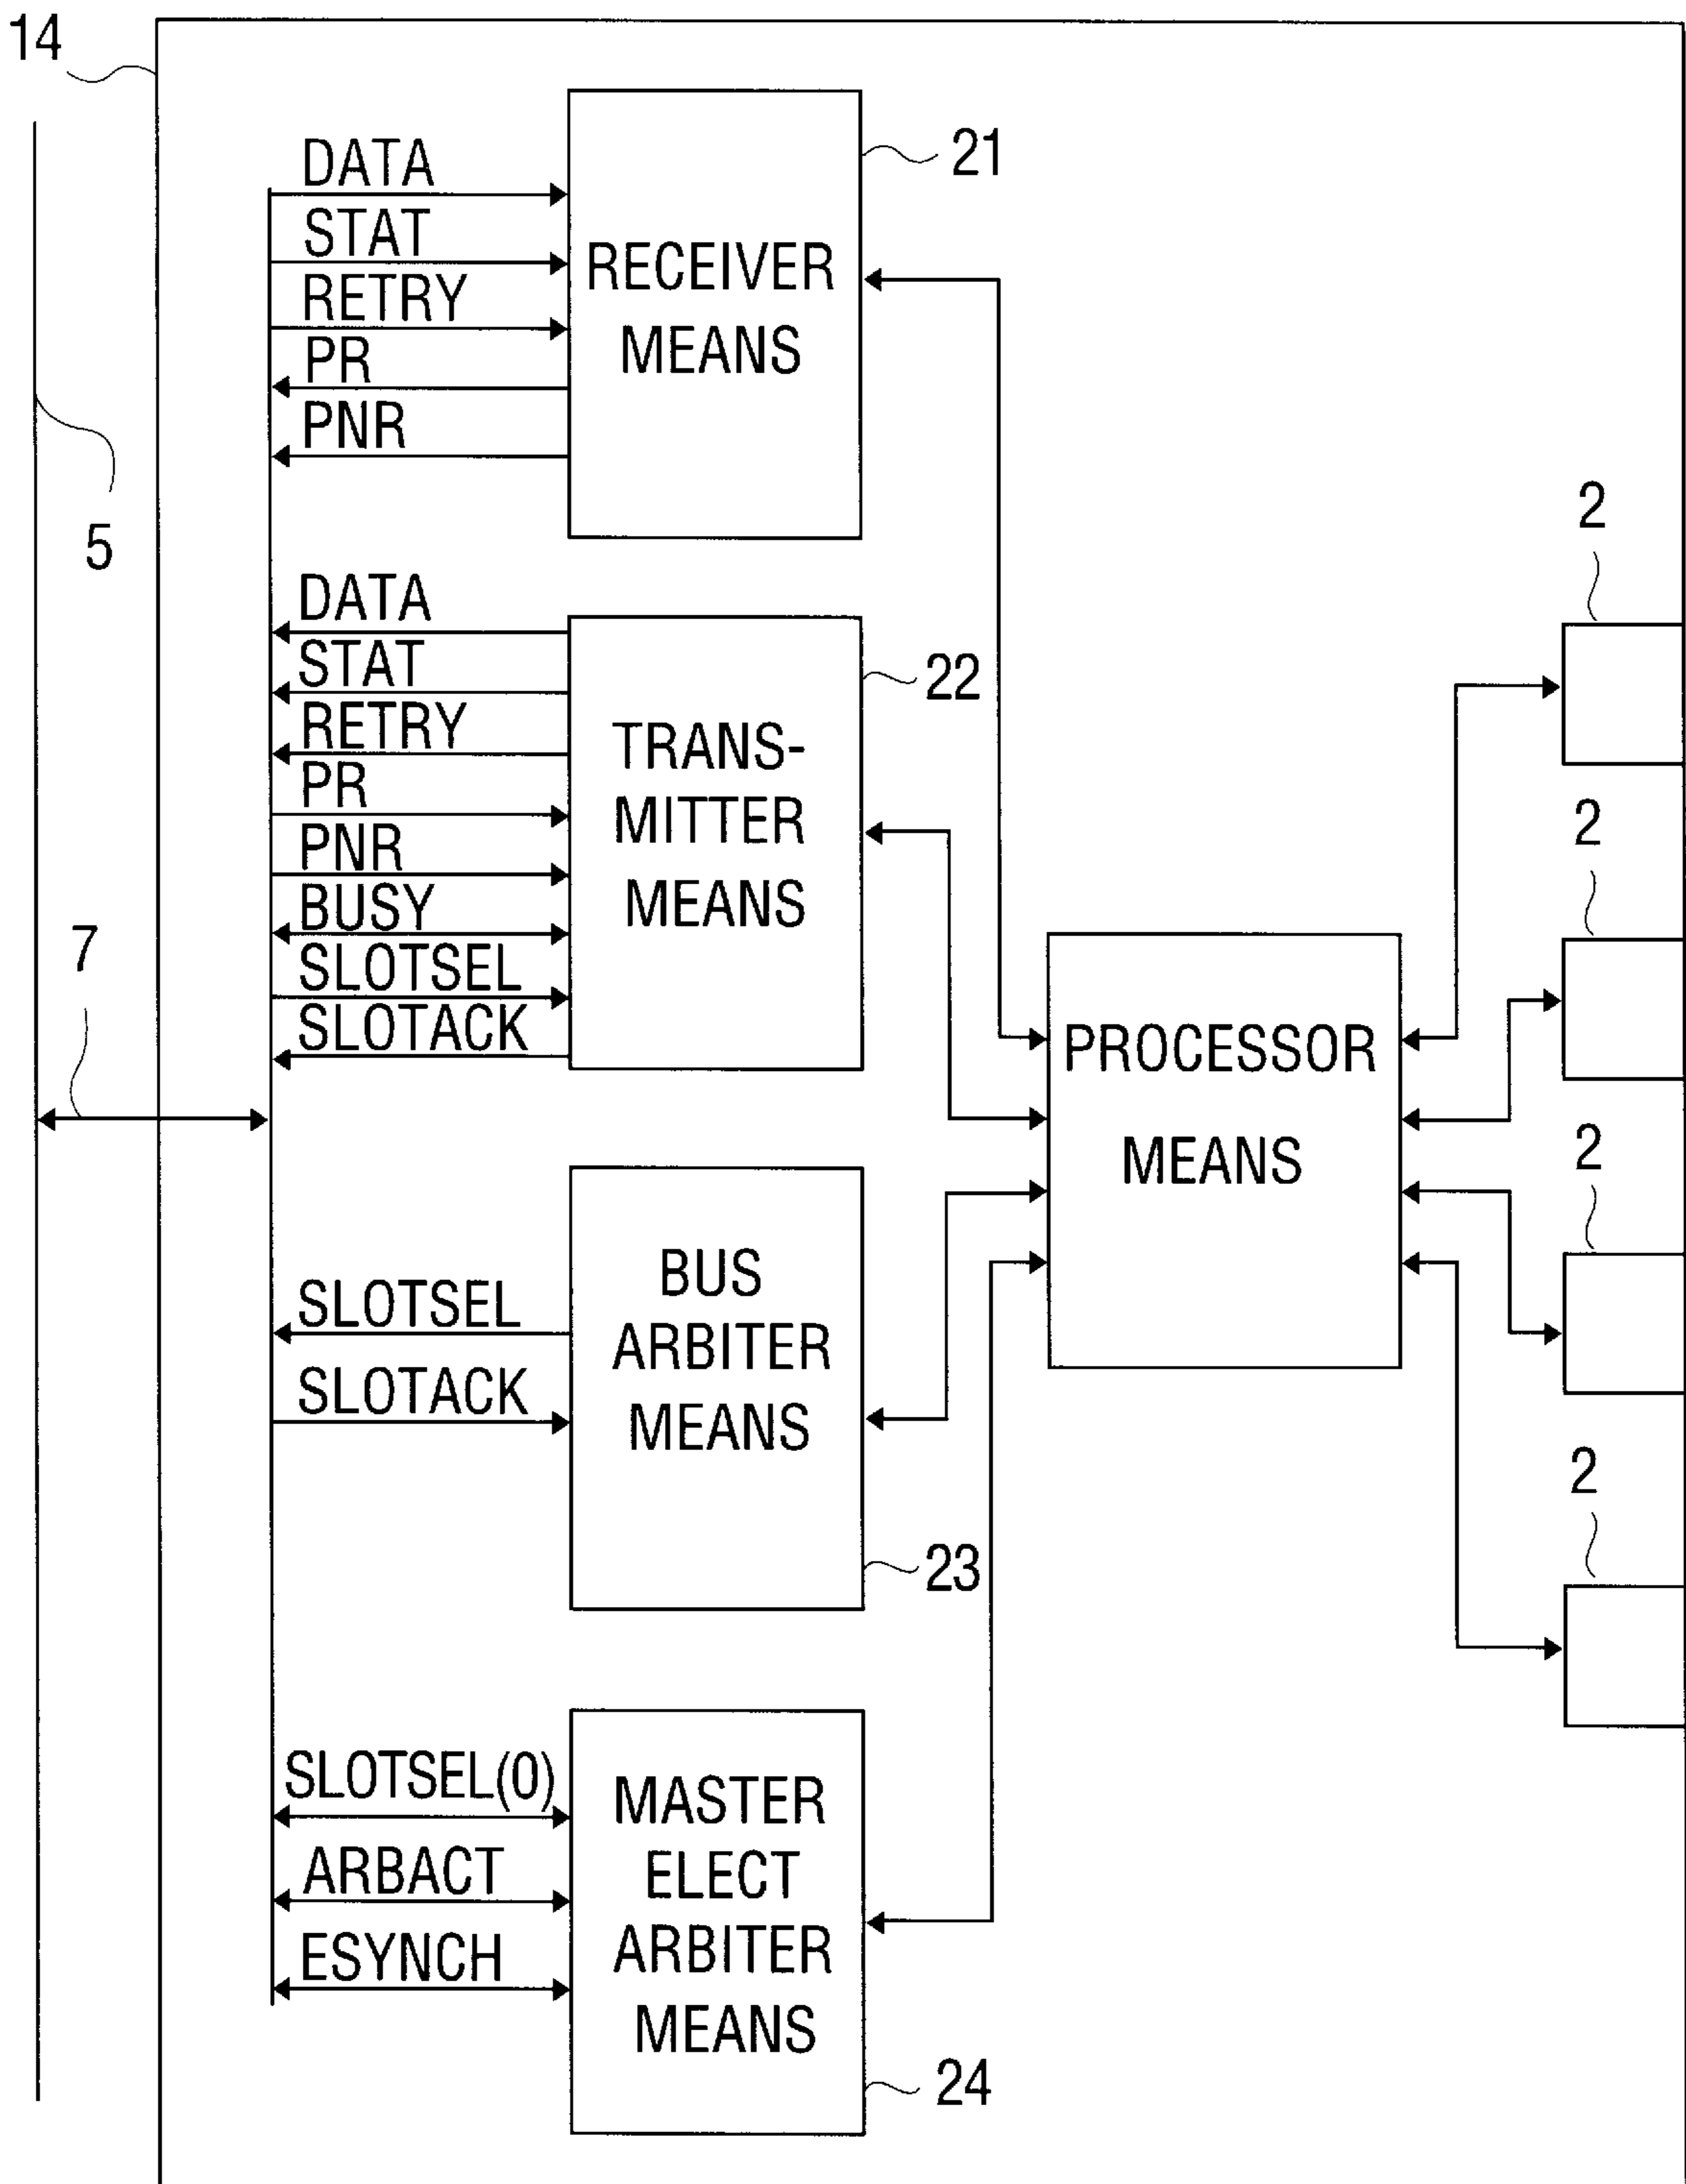 14
DATA
STAT
RETRY
PR
PNR
RECEIVER
MEANS
21
5
DATA
STAT
RETRY
PR
PNR
BUSY
SLOTSEL
SLOTACK
TRANS-
MITTER
MEANS
22
7
SLOTSEL
SLOTACK
BUS
ARBITER
MEANS
23
SLOTSEL(0)
ARBACT
ESYNCH
MASTER
ELECT
ARBITER
MEANS
24
PROCESSOR
MEANS
2
2
2
2